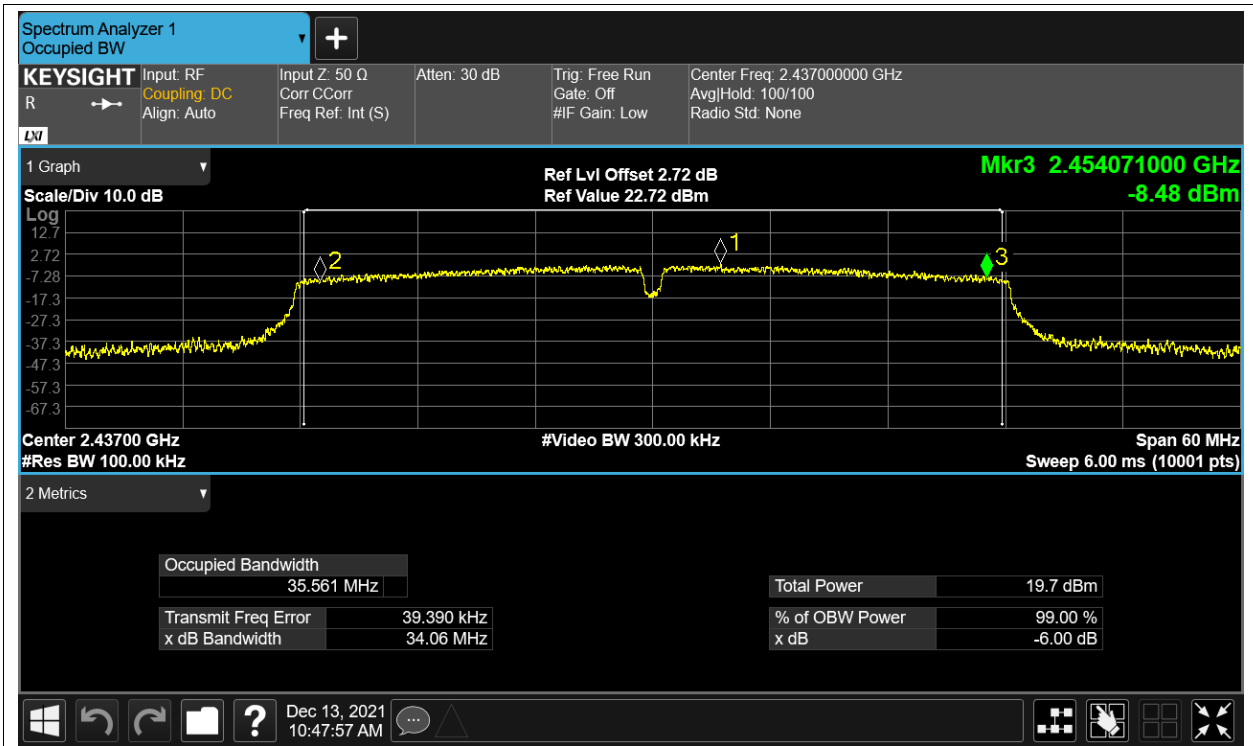 Spectrum Analyzer 1
Occupied BW
KEYSIGHT
R
LXI
Input: RF
Coupling: DC
Align: Auto
Input Z: 50 Ω
Corr CCorr
Freq Ref: Int (S)
Atten: 30 dB
Trig: Free Run
Gate: Off
#IF Gain: Low
Center Freq: 2.437000000 GHz
Avg|Hold: 100/100
Radio Std: None
1 Graph
Scale/Div 10.0 dB
Ref Lvl Offset 2.72 dB
Ref Value 22.72 dBm
Mkr3 2.454071000 GHz
-8.48 dBm
Log
12.7
2.72
-7.28
-17.3
-27.3
-37.3
-47.3
-57.3
-67.3
2
1
3
Center 2.43700 GHz
#Res BW 100.00 kHz
#Video BW 300.00 kHz
Span 60 MHz
Sweep 6.00 ms (10001 pts)
2 Metrics
Occupied Bandwidth
35.561 MHz
Transmit Freq Error 39.390 kHz
x dB Bandwidth 34.06 MHz
Total Power 19.7 dBm
% of OBW Power 99.00 %
x dB -6.00 dB
?
Dec 13, 2021
10:47:57 AM